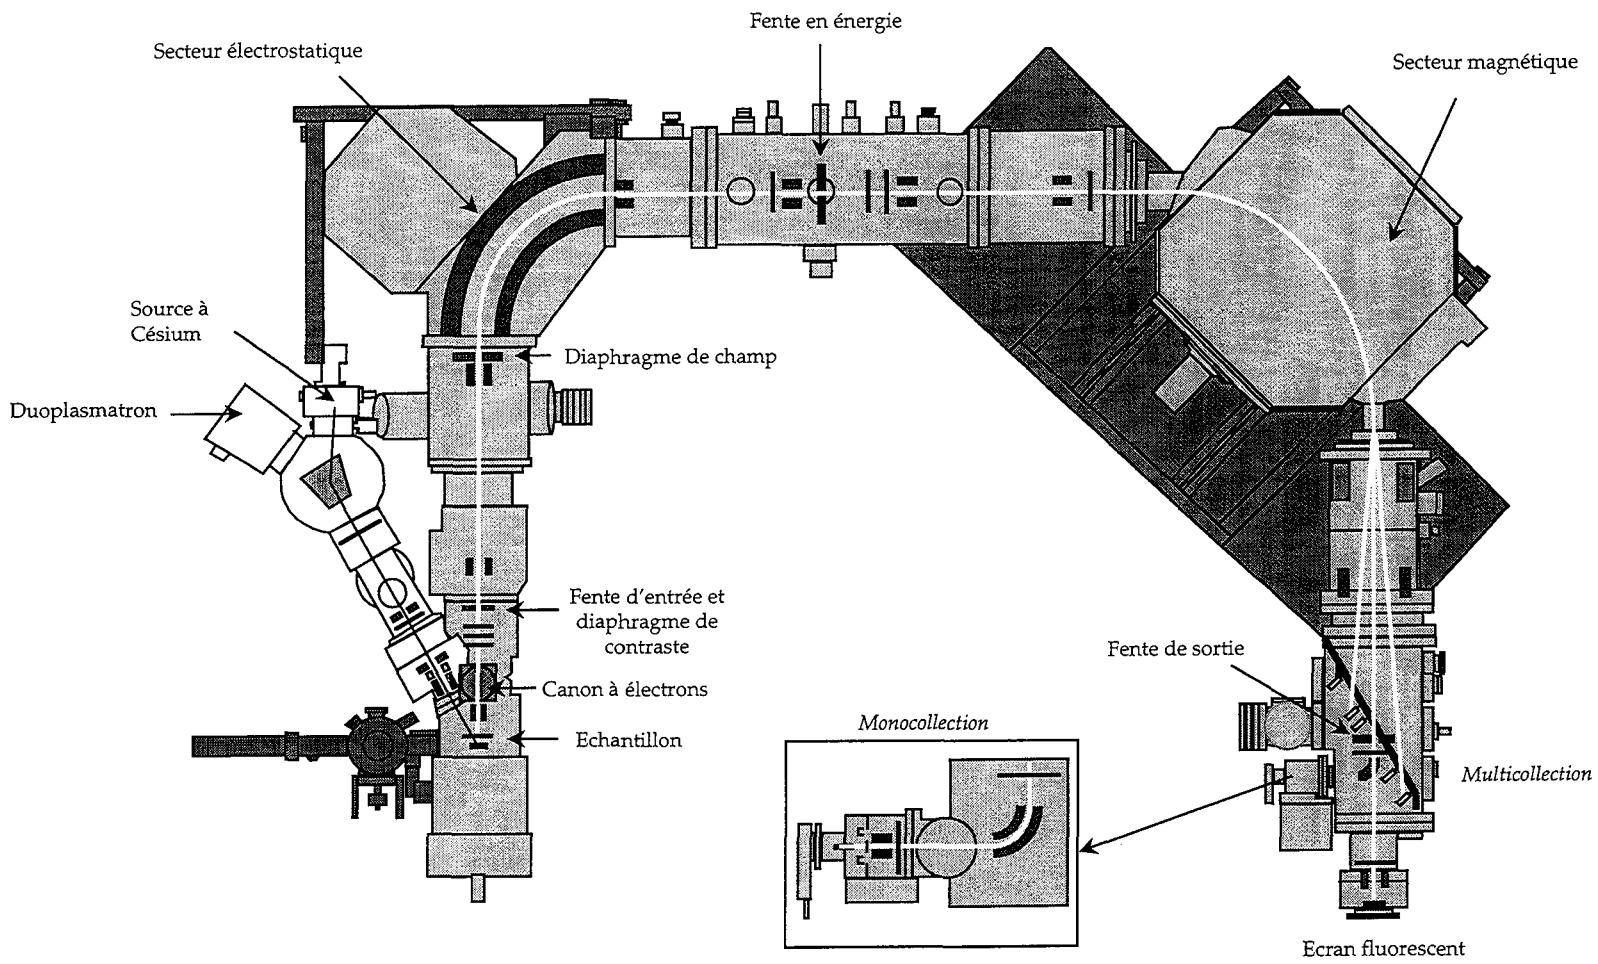 Fente en énergie
Secteur électrostatique
Secteur magnétique
Source à
Césium
Diaphragme de champ
Duoplasmatron
Fente d'entrée et
diaphragme de
contraste
Fente de sortie
Canon à électrons
Monocollection
Echantillon
Multicollection
Ecran fluorescent